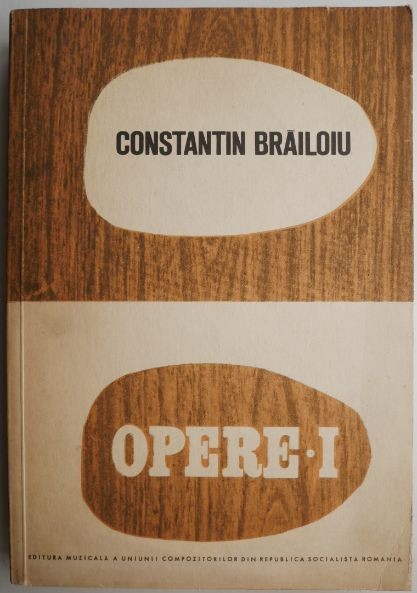 CONSTANTIN BRĂILOIU
OPERE·I
EDITURA MUZICALĂ A UNIUNII COMPOZITORILOR DIN REPUBLICA SOCIALISTĂ ROMÂNIA